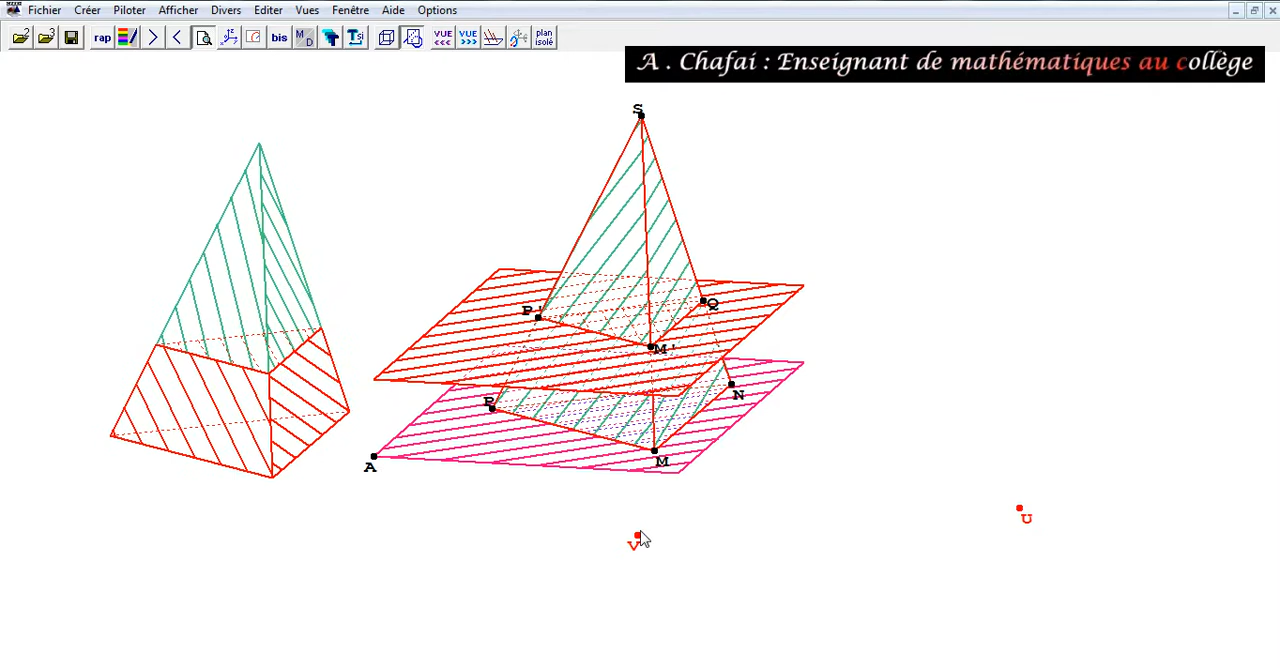 Fichier Créer Piloter Afficher Divers Editer Vues Fenêtre Aide Options
rap bis M D T VUE <<< VUE >>> plan isolé
A . Chafai : Enseignant de mathématiques au collège
S
P' Q
M'
P N
A M
U
V